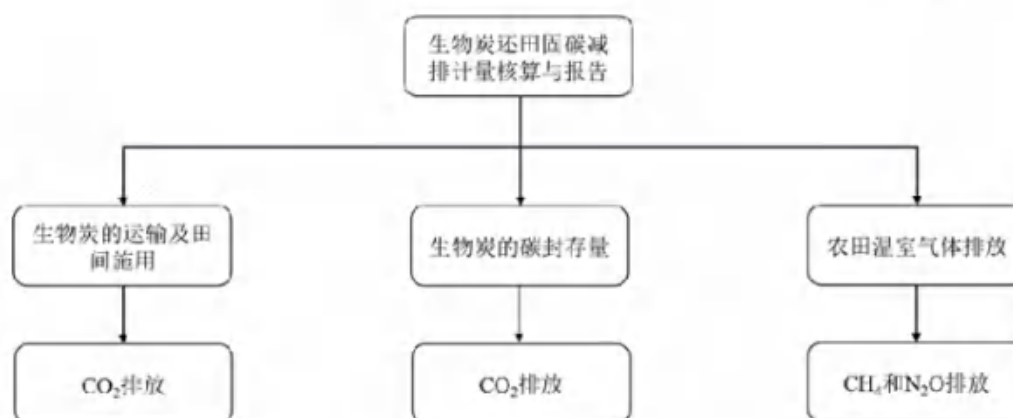 生物炭还田固碳减
排计量核算与报告
生物炭的运输及田
间施用
生物炭的碳封存量
农田温室气体排放
CO₂排放
CO₂排放
CH₄和N₂O排放